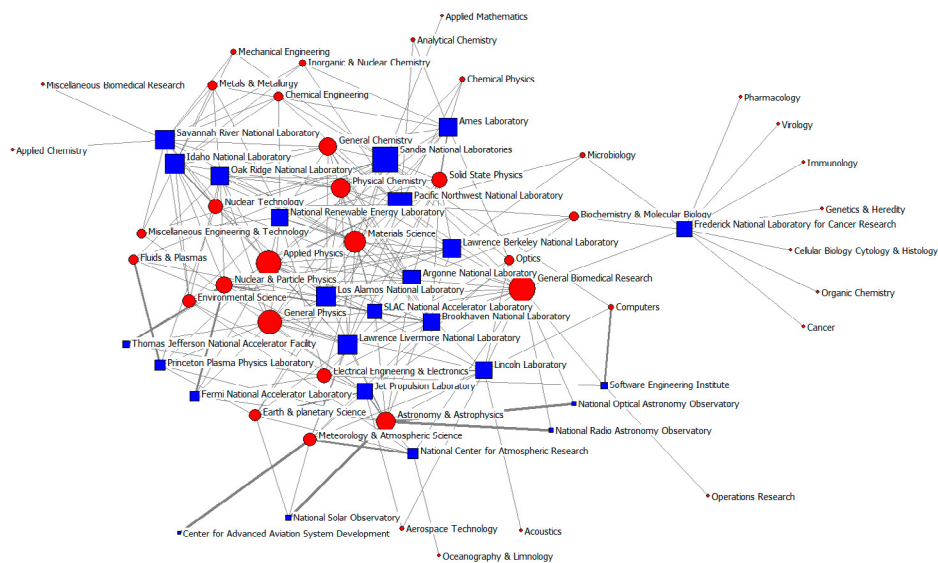 Applied Mathematics
Analytical Chemistry
Mechanical Engineering
Inorganic & Nuclear Chemistry
Chemical Physics
Miscellaneous Biomedical Research
Metals & Metallurgy
Chemical Engineering
Pharmacology
Ames Laboratory
Virology
Savannah River National Laboratory
General Chemistry
Applied Chemistry
Sandia National Laboratories
Microbiology
Idaho National Laboratory
Immunology
Oak Ridge National Laboratory
Solid State Physics
Physical Chemistry
Pacific Northwest National Laboratory
Nuclear Technology
National Renewable Energy Laboratory
Biochemistry & Molecular Biology
Genetics & Heredity
Frederick National Laboratory for Cancer Research
Miscellaneous Engineering & Technology
Materials Science
Lawrence Berkeley National Laboratory
Cellular Biology Cytology & Histology
Fluids & Plasmas
Applied Physics
Optics
Nuclear & Particle Physics
Argonne National Laboratory
General Biomedical Research
Los Alamos National Laboratory
Organic Chemistry
Environmental Science
SLAC National Accelerator Laboratory
Computers
General Physics
Brookhaven National Laboratory
Cancer
Thomas Jefferson National Accelerator Facility
Lawrence Livermore National Laboratory
Princeton Plasma Physics Laboratory
Electrical Engineering & Electronics
Lincoln Laboratory
Software Engineering Institute
Fermi National Accelerator Laboratory
Jet Propulsion Laboratory
National Optical Astronomy Observatory
Earth & planetary Science
Astronomy & Astrophysics
National Radio Astronomy Observatory
Meteorology & Atmospheric Science
National Center for Atmospheric Research
Operations Research
National Solar Observatory
Center for Advanced Aviation System Development
Aerospace Technology
Acoustics
Oceanography & Limnology